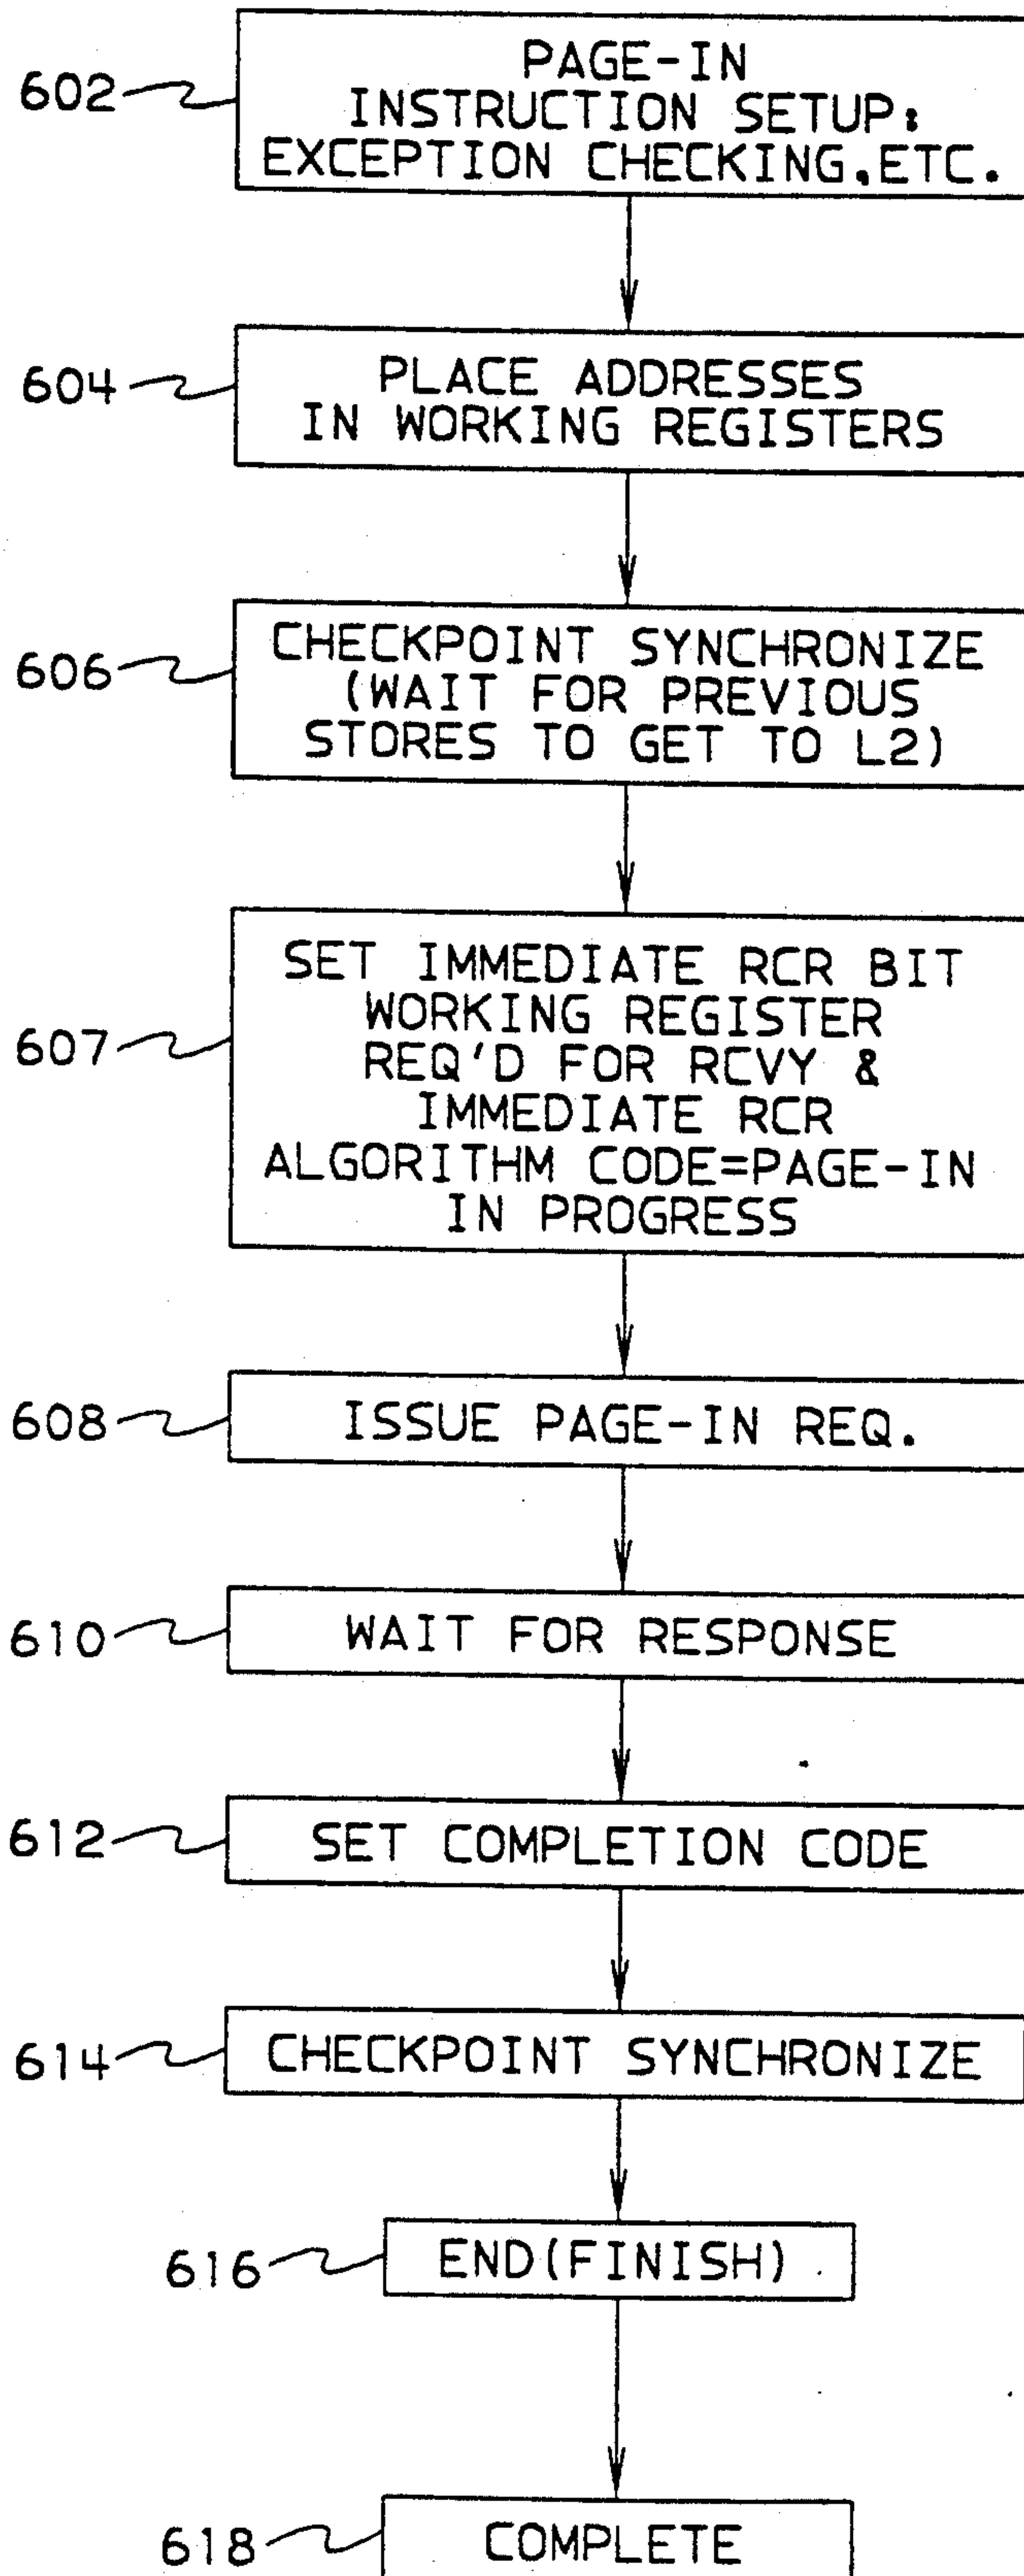 602
PAGE-IN
INSTRUCTION SETUP:
EXCEPTION CHECKING,ETC.
604
PLACE ADDRESSES
IN WORKING REGISTERS
606
CHECKPOINT SYNCHRONIZE
(WAIT FOR PREVIOUS
STORES TO GET TO L2)
607
SET IMMEDIATE RCR BIT
WORKING REGISTER
REQ'D FOR RCVY &
IMMEDIATE RCR
ALGORITHM CODE=PAGE-IN
IN PROGRESS
608
ISSUE PAGE-IN REQ.
610
WAIT FOR RESPONSE
612
SET COMPLETION CODE
614
CHECKPOINT SYNCHRONIZE
616
END(FINISH)
618
COMPLETE